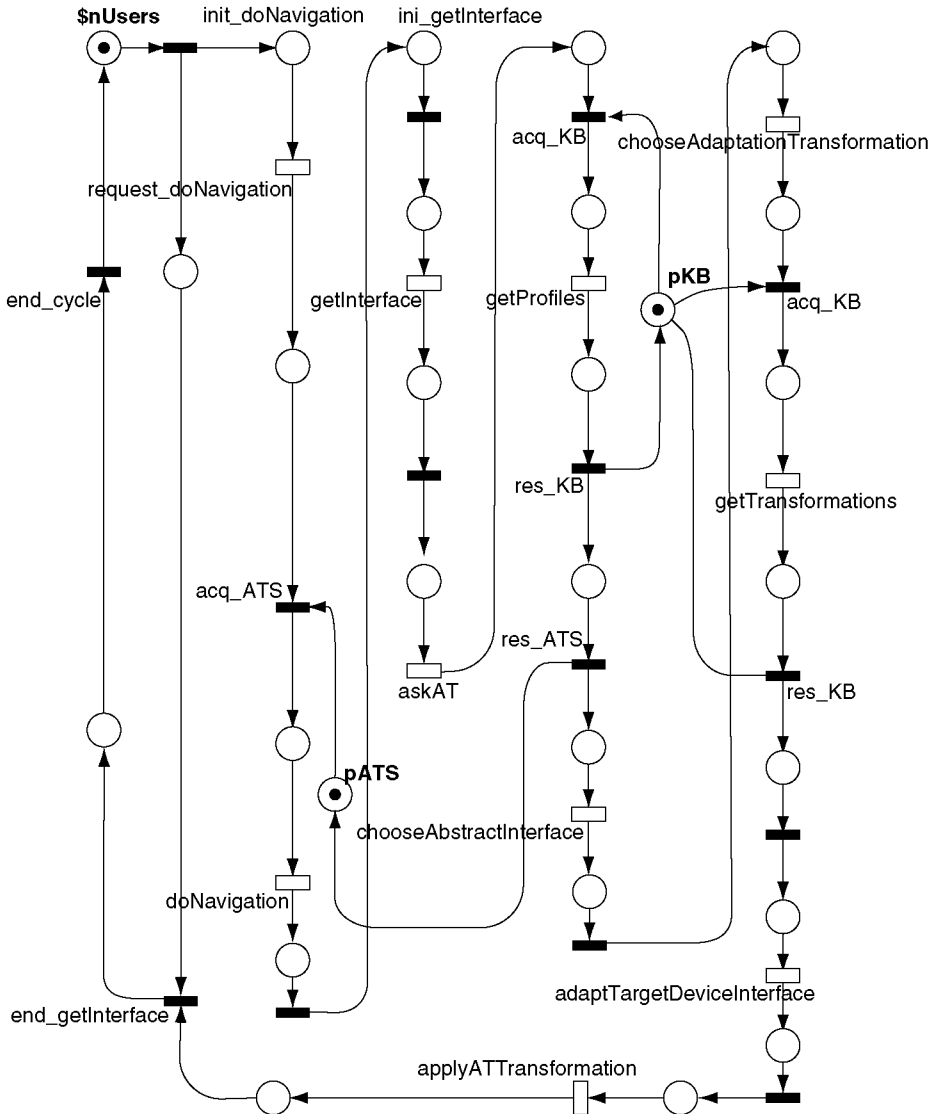 $nUsers
init_doNavigation
ini_getInterface
acq_KB
chooseAdaptationTransformation
request_doNavigation
pKB
end_cycle
getInterface
getProfiles
acq_KB
res_KB
getTransformations
acq_ATS
res_ATS
askAT
res_KB
pATS
chooseAbstractInterface
doNavigation
adaptTargetDeviceInterface
end_getInterface
applyATTransformation